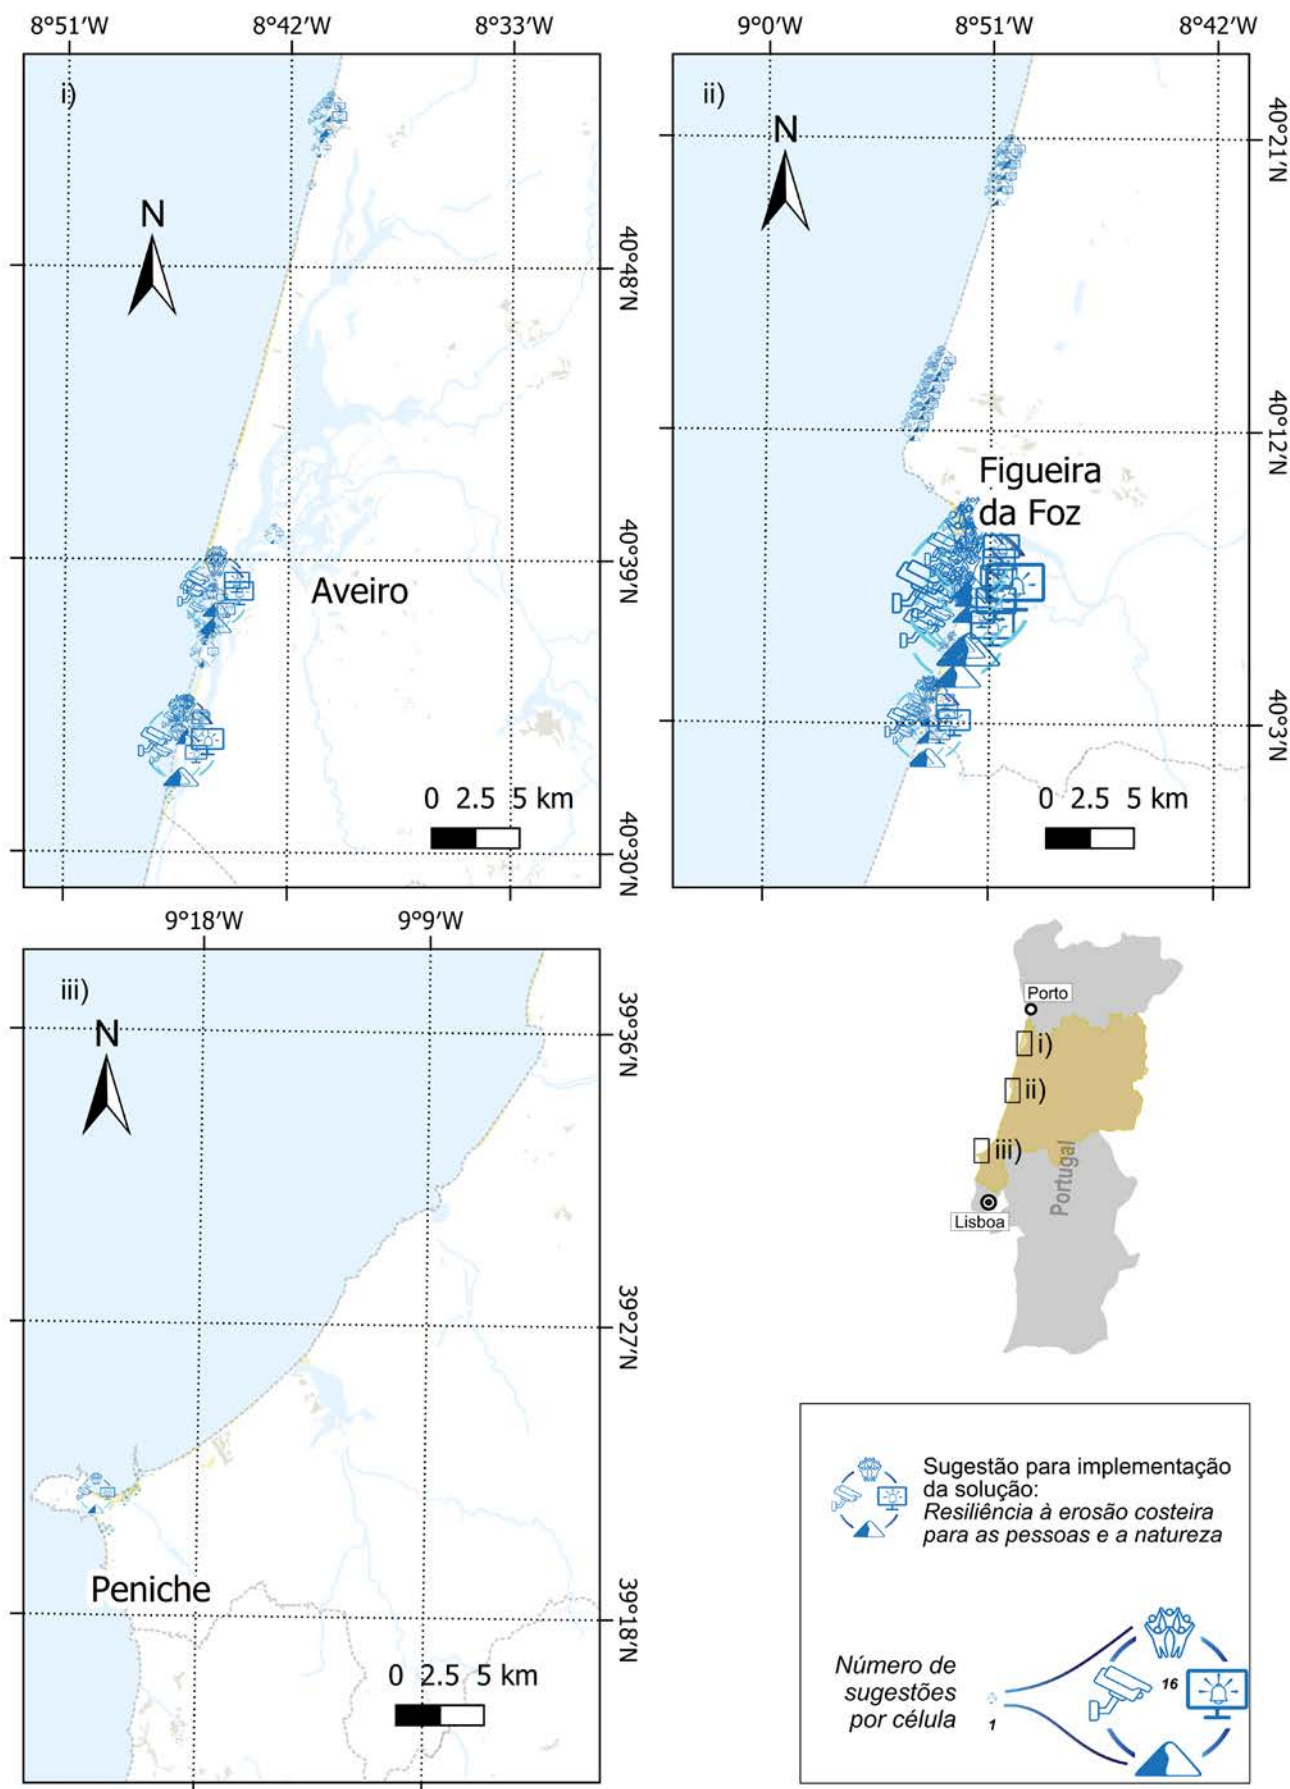 8°51′W 8°42′W 8°33′W
i)
N
40°48′N
40°39′N
Aveiro
0 2.5 5 km
40°30′N
9°0′W 8°51′W 8°42′W
ii)
N
40°21′N
40°12′N
Figueira
da Foz
40°3′N
0 2.5 5 km
9°18′W 9°9′W
iii)
N
39°36′N
39°27′N
Peniche
39°18′N
0 2.5 5 km
Porto
i)
ii)
iii)
Portugal
Lisboa
Sugestão para implementação
da solução:
Resiliência à erosão costeira
para as pessoas e a natureza
Número de
sugestões
por célula
1
16